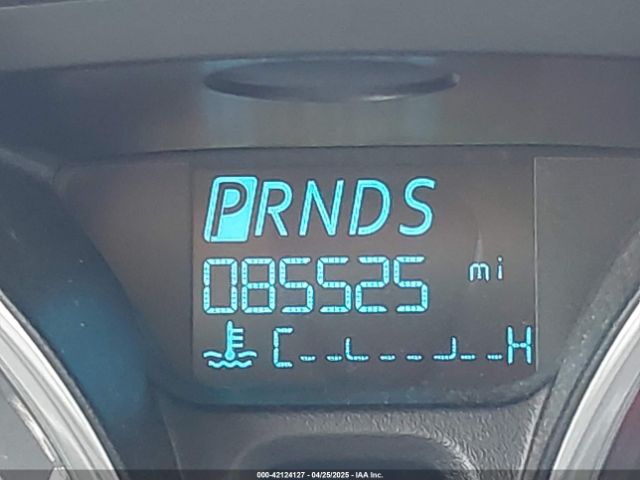 PRNDS
085525 mi
C H
000-42124127 - 04/25/2025 - IAA Inc.